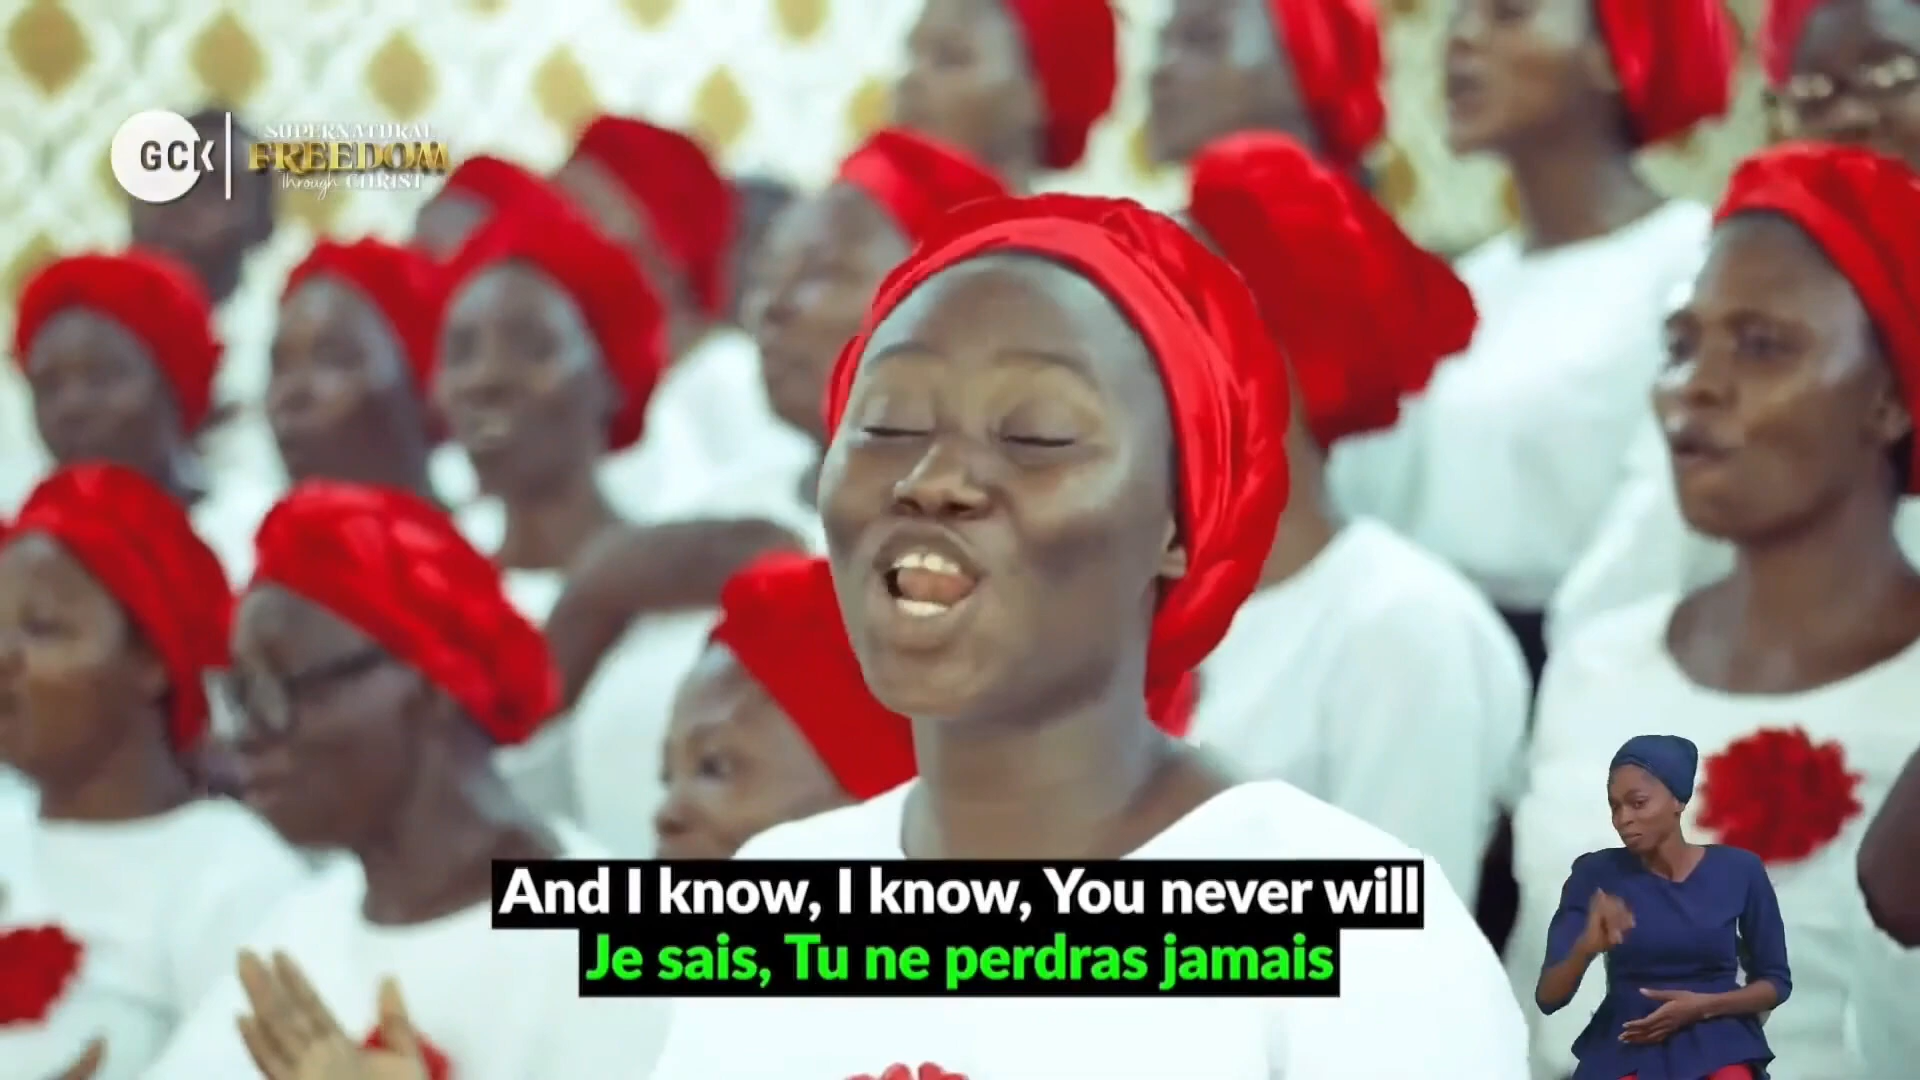 GCK
SUPERNATURAL
FREEDOM
Through CHRIST
And I know, I know, You never will
Je sais, Tu ne perdras jamais